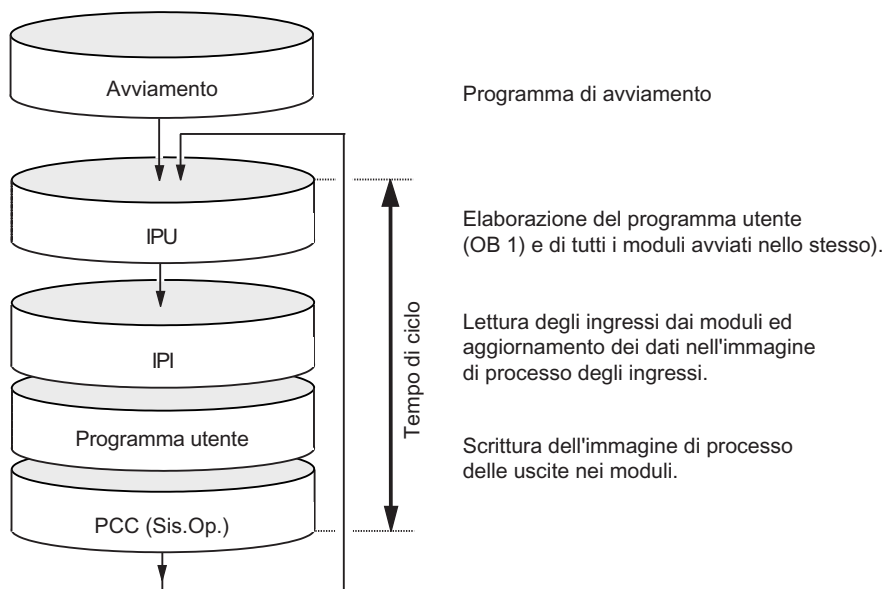 Avviamento
Programma di avviamento
IPU
Elaborazione del programma utente
(OB 1) e di tutti i moduli avviati nello stesso).
IPI
Lettura degli ingressi dai moduli ed
aggiornamento dei dati nell'immagine
di processo degli ingressi.
Tempo di ciclo
Programma utente
Scrittura dell'immagine di processo
delle uscite nei moduli.
PCC (Sis.Op.)